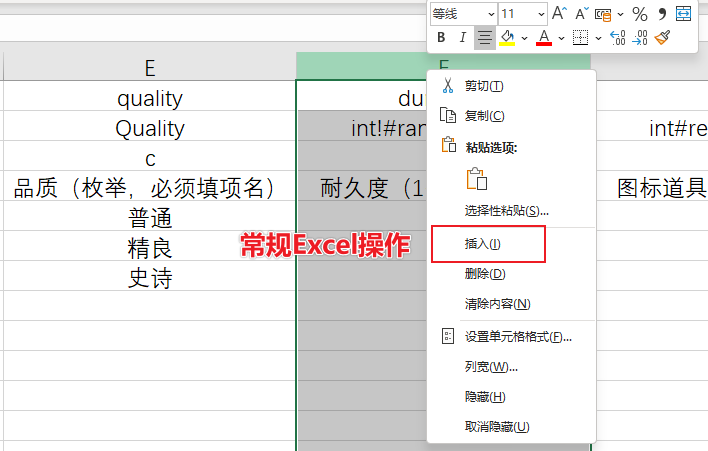 等线 11 A A % ,
B I A
E F
quality du
Quality int!#ran int#re
c
品质（枚举，必须填项名） 耐久度（1 图标道具
普通
精良
史诗
常规Excel操作
剪切(T)
复制(C)
粘贴选项:
选择性粘贴(S)...
插入(I)
删除(D)
清除内容(N)
设置单元格格式(F)...
列宽(W)...
隐藏(H)
取消隐藏(U)